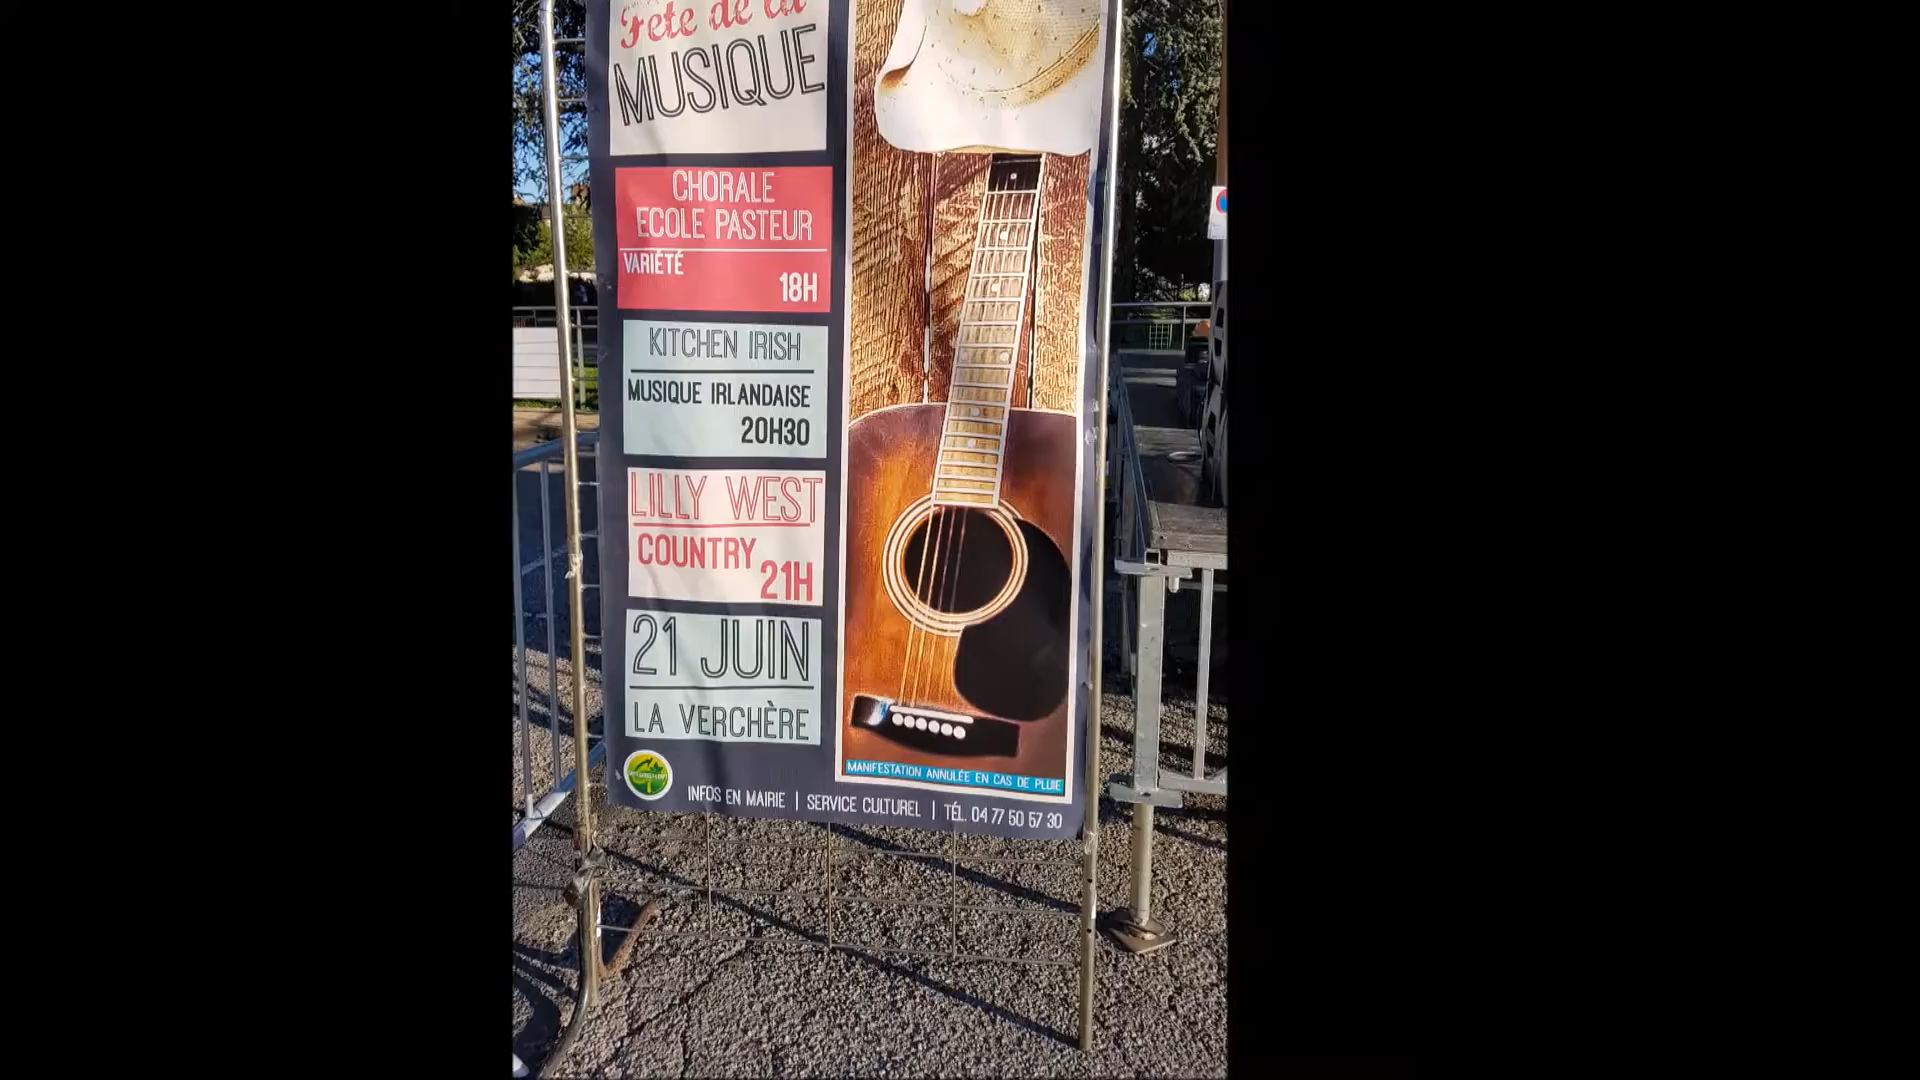 Fête de la
MUSIQUE
CHORALE
ECOLE PASTEUR
VARIÉTÉ
18H
KITCHEN IRISH
MUSIQUE IRLANDAISE
20H30
LILLY WEST
COUNTRY
21H
21 JUIN
LA VERCHÈRE
MANIFESTATION ANNULÉE EN CAS DE PLUIE
INFOS EN MAIRIE | SERVICE CULTUREL | TÉL. 04 77 50 57 30